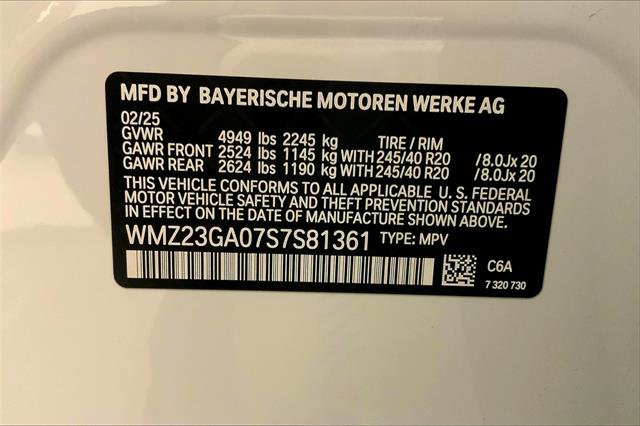 MFD BY BAYERISCHE MOTOREN WERKE AG
02/25
GVWR 4949 lbs 2245 kg TIRE / RIM
GAWR FRONT 2524 lbs 1145 kg WITH 245/40 R20 /8.0Jx 20
GAWR REAR 2624 lbs 1190 kg WITH 245/40 R20 /8.0Jx 20
THIS VEHICLE CONFORMS TO ALL APPLICABLE U. S. FEDERAL
MOTOR VEHICLE SAFETY AND THEFT PREVENTION STANDARDS
IN EFFECT ON THE DATE OF MANUFACTURE SHOWN ABOVE.
WMZ23GA07S7S81361 TYPE: MPV
C6A
7 320 730